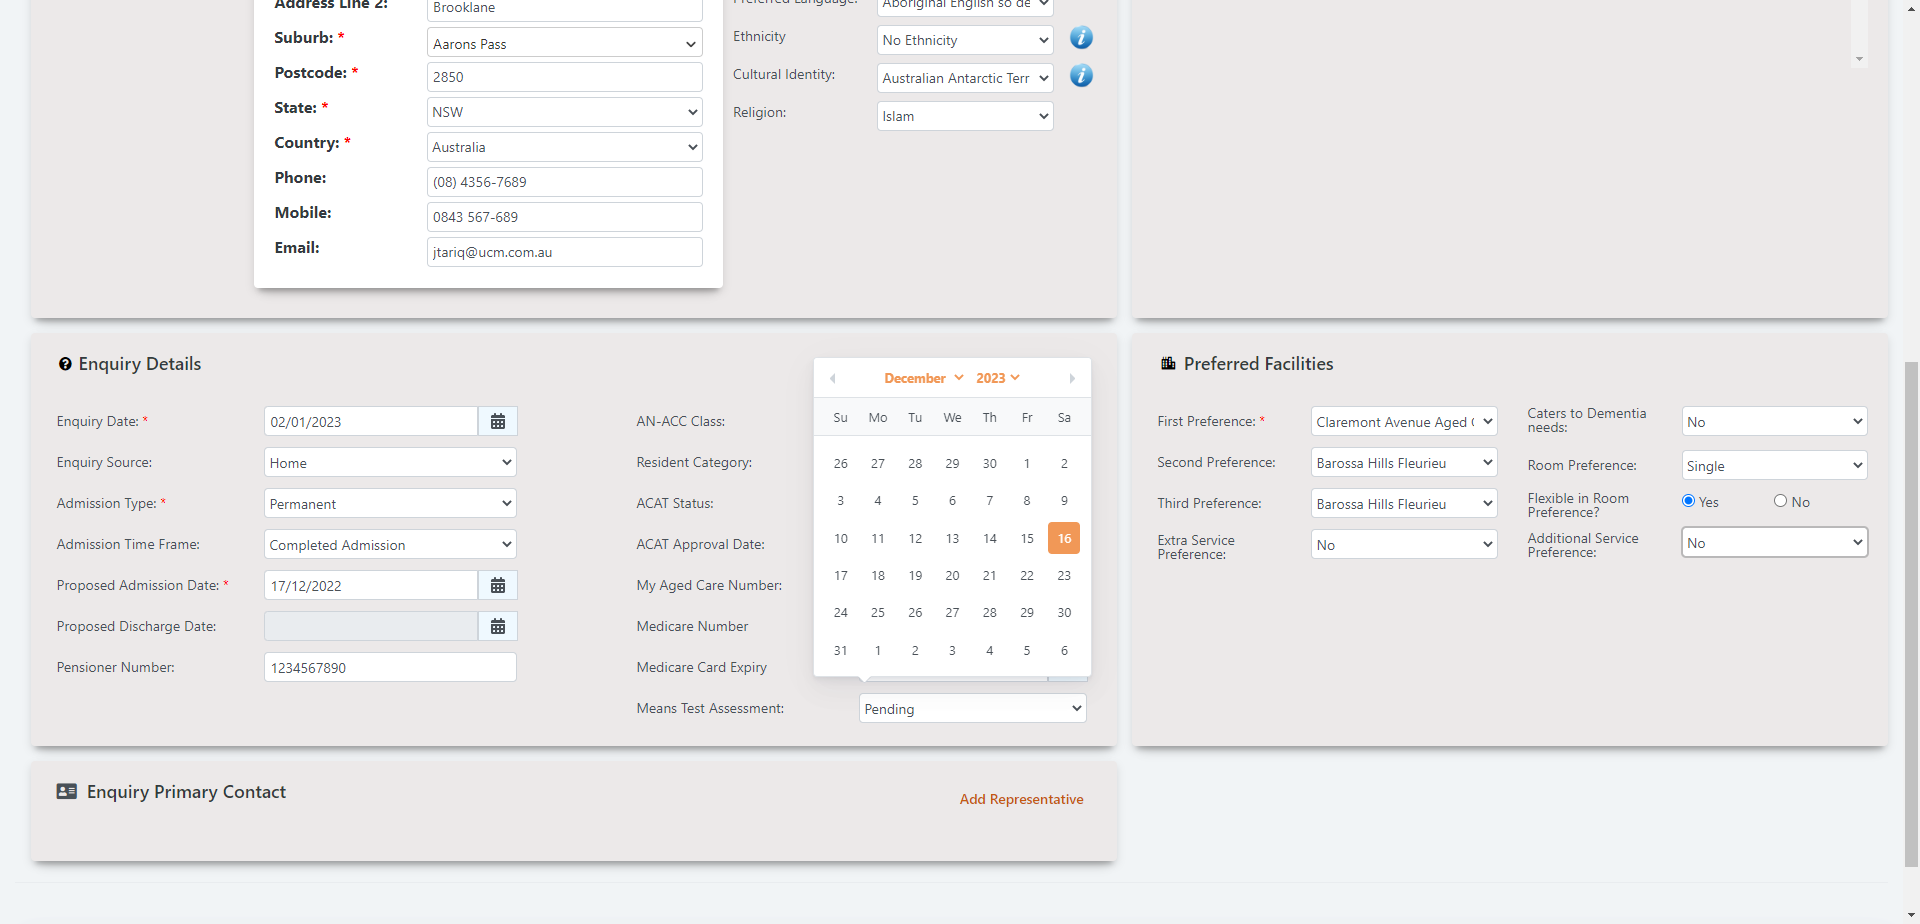 Address Line 2:
Brooklane
Suburb: *
Aarons Pass
Postcode: *
2850
State: *
NSW
Country: *
Australia
Phone:
(08) 4356-7689
Mobile:
0843 567-689
Email:
jtariq@ucm.com.au
Preferred Language:
Aboriginal English so de
Ethnicity
No Ethnicity
Cultural Identity:
Australian Antarctic Terr
Religion:
Islam
Enquiry Details
Enquiry Date: *
02/01/2023
Enquiry Source:
Home
Admission Type: *
Permanent
Admission Time Frame:
Completed Admission
Proposed Admission Date: *
17/12/2022
Proposed Discharge Date:
Pensioner Number:
1234567890
AN-ACC Class:
Resident Category:
ACAT Status:
ACAT Approval Date:
My Aged Care Number:
Medicare Number
Medicare Card Expiry
Means Test Assessment:
Pending
December 2023
Su Mo Tu We Th Fr Sa
26 27 28 29 30 1 2
3 4 5 6 7 8 9
10 11 12 13 14 15 16
17 18 19 20 21 22 23
24 25 26 27 28 29 30
31 1 2 3 4 5 6
Preferred Facilities
First Preference: *
Claremont Avenue Aged
Second Preference:
Barossa Hills Fleurieu
Third Preference:
Barossa Hills Fleurieu
Extra Service
Preference:
No
Caters to Dementia
needs:
No
Room Preference:
Single
Flexible in Room
Preference?
Yes No
Additional Service
Preference:
No
Enquiry Primary Contact
Add Representative